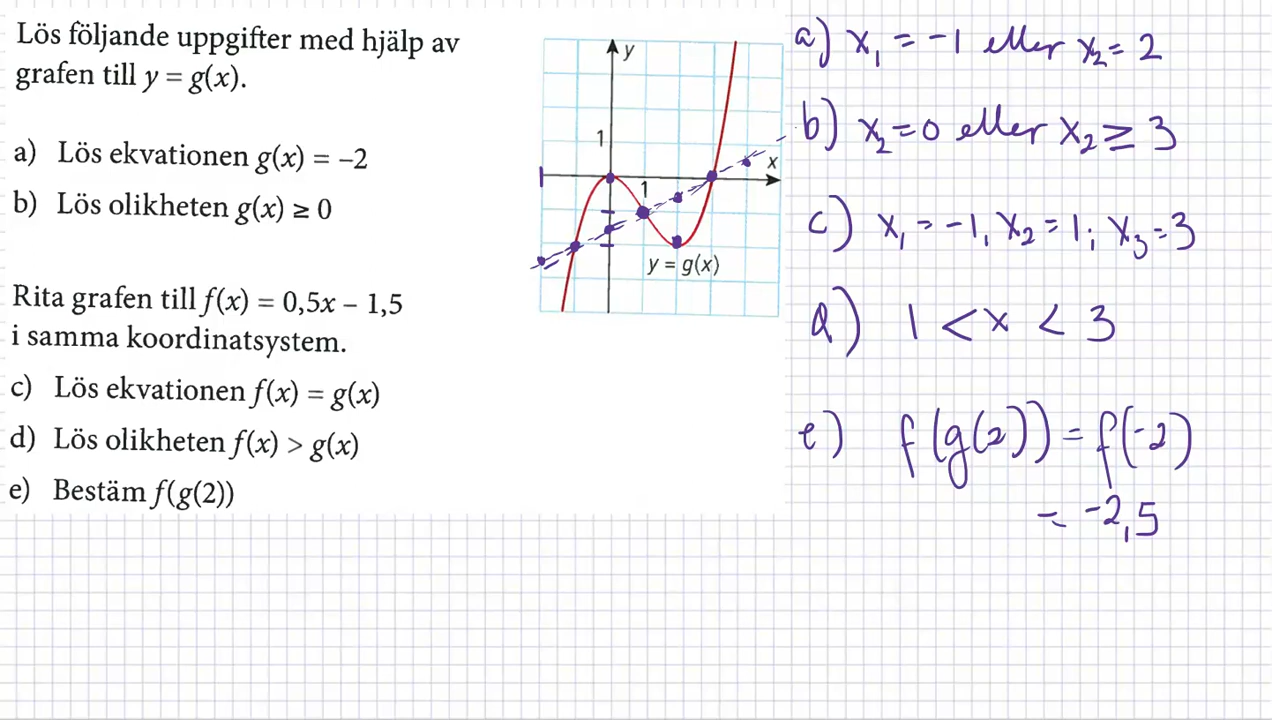 Lös följande uppgifter med hjälp av
grafen till y = g(x).
a) Lös ekvationen g(x) = –2
b) Lös olikheten g(x) ≥ 0
Rita grafen till f(x) = 0,5x – 1,5
i samma koordinatsystem.
c) Lös ekvationen f(x) = g(x)
d) Lös olikheten f(x) > g(x)
e) Bestäm f(g(2))
y
1
x
1
y = g(x)
a) x₁ = -1 eller x₂ = 2
b) x₂ = 0 eller x₂ ≥ 3
c) x₁ = -1, x₂ = 1; x₃ = 3
d) 1 < x < 3
e) f(g(2)) = f(-2)
= -2,5